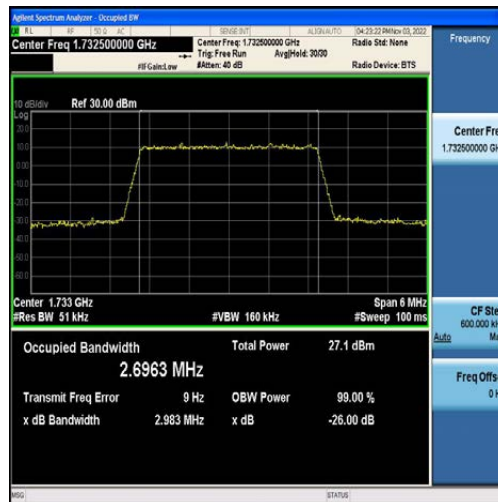 Agilent Spectrum Analyzer - Occupied BW
RL RF 50 Ω AC SENSE:INT ALIGN AUTO 04:23:22 PM Nov 03, 2022
Center Freq 1.732500000 GHz
Center Freq: 1.732500000 GHz Radio Std: None
Trig: Free Run Avg|Hold: 30/30
#IFGain:Low #Atten: 40 dB Radio Device: BTS
Frequency
10 dB/div Ref 30.00 dBm
Log
20.0
10.0
0.00
-10.0
-20.0
-30.0
-40.0
-50.0
-60.0
Center Fre
1.732500000 GH
Center 1.733 GHz Span 6 MHz
#Res BW 51 kHz #VBW 160 kHz #Sweep 100 ms
CF Ste
600.000 kH
Auto Ma
Occupied Bandwidth Total Power 27.1 dBm
2.6963 MHz
Transmit Freq Error 9 Hz OBW Power 99.00 %
x dB Bandwidth 2.983 MHz x dB -26.00 dB
Freq Offs
0 H
MSG STATUS